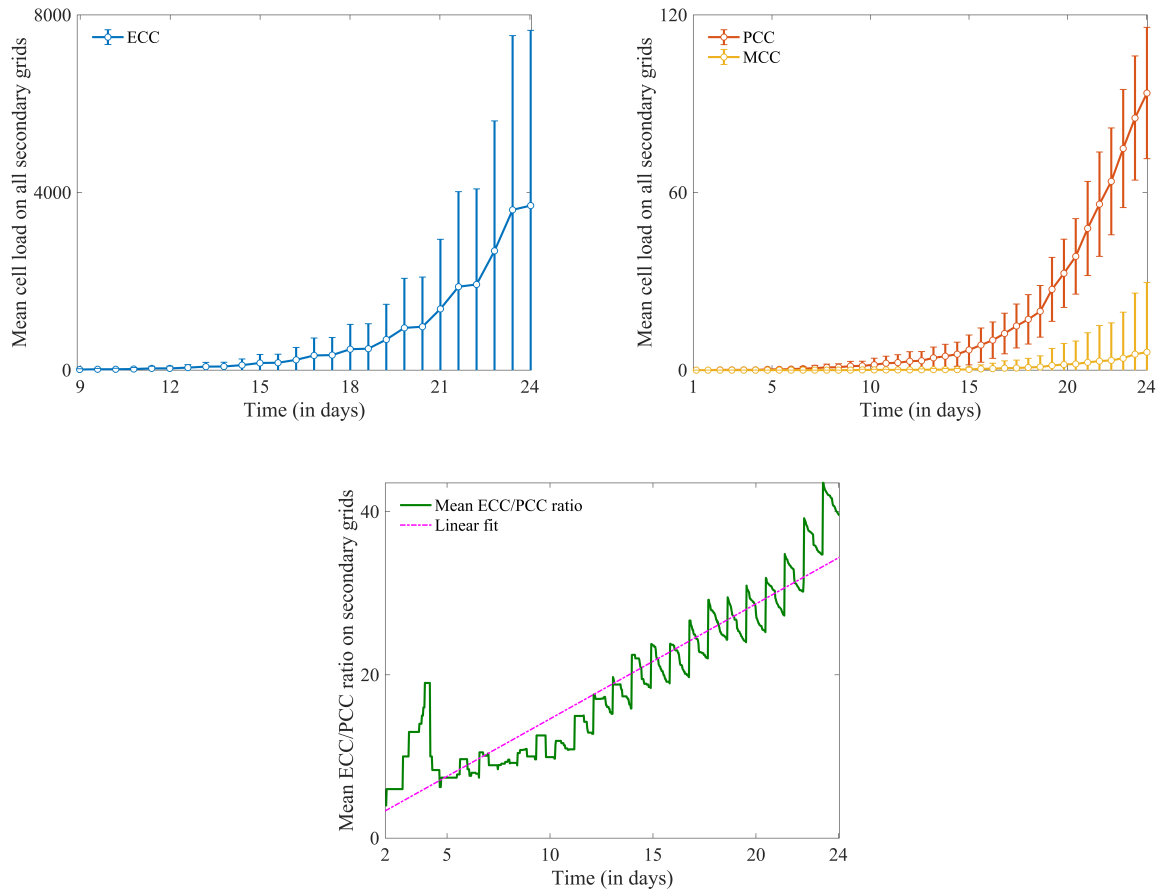 Mean cell load on all secondary grids
8000
4000
0
ECC
9 12 15 18 21 24
Time (in days)
Mean cell load on all secondary grids
120
60
0
PCC
MCC
1 5 10 15 20 24
Time (in days)
Mean ECC/PCC ratio on secondary grids
40
20
0
Mean ECC/PCC ratio
Linear fit
2 5 10 15 20 24
Time (in days)